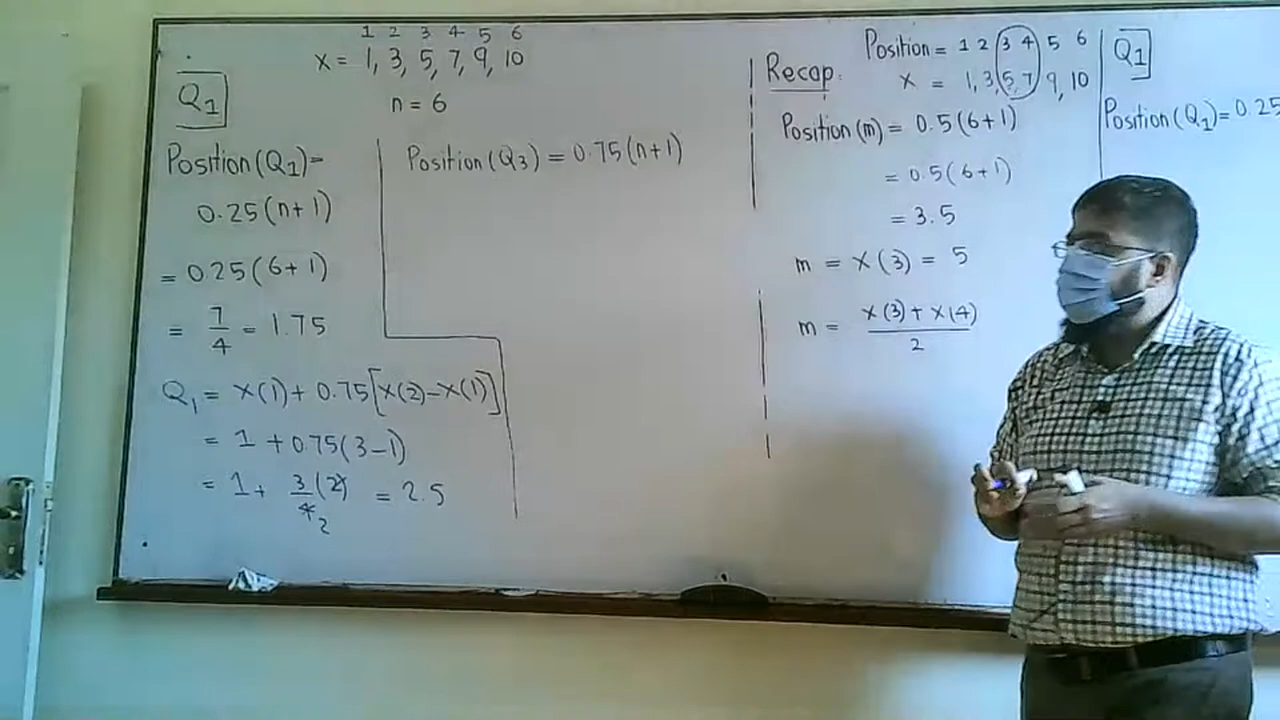 1 2 3 4 5 6
x = 1, 3, 5, 7, 9, 10
n = 6
Q1
Position(Q1)=
0.25(n+1)
= 0.25(6+1)
= 7/4 = 1.75
Q1 = x(1) + 0.75[x(2)-x(1)]
= 1 + 0.75(3-1)
= 1 + 3/4 2 (2) = 2.5
Position(Q3) = 0.75(n+1)
Recap:
Position = 1 2 3 4 5 6
x = 1, 3, 5, 7, 9, 10
Position(m) = 0.5(6+1)
= 0.5(6+1)
= 3.5
m = x(3) = 5
m = x(3) + x(4) / 2
Q1
Position(Q1)= 0.25